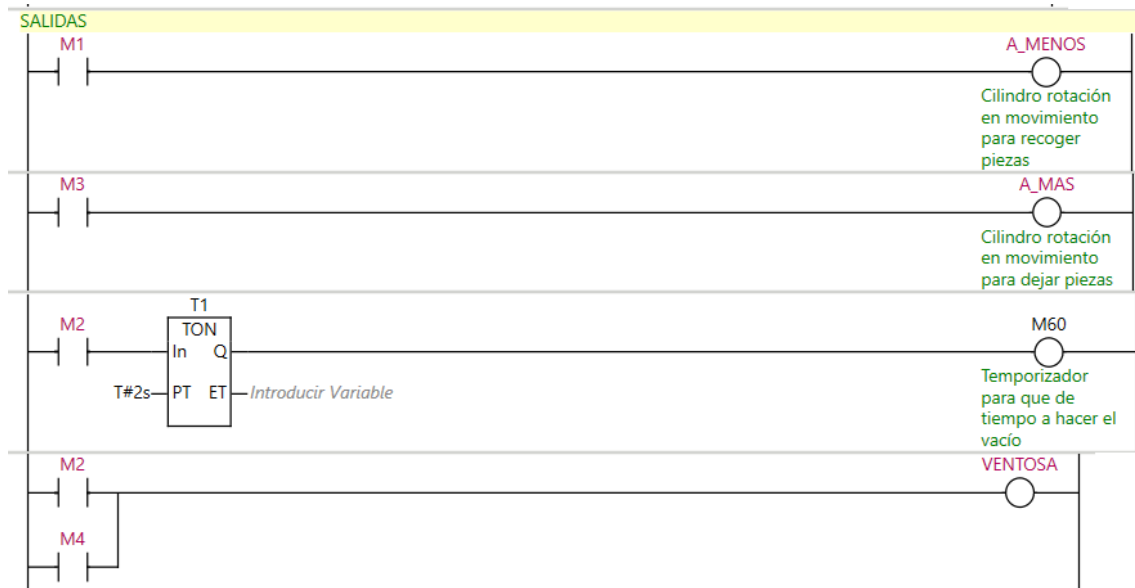 SALIDAS
M1
A_MENOS
Cilindro rotación
en movimiento
para recoger
piezas
M3
A_MAS
Cilindro rotación
en movimiento
para dejar piezas
M2
T1
TON
In Q
T#2s PT ET Introducir Variable
M60
Temporizador
para que de
tiempo a hacer el
vacío
M2
VENTOSA
M4